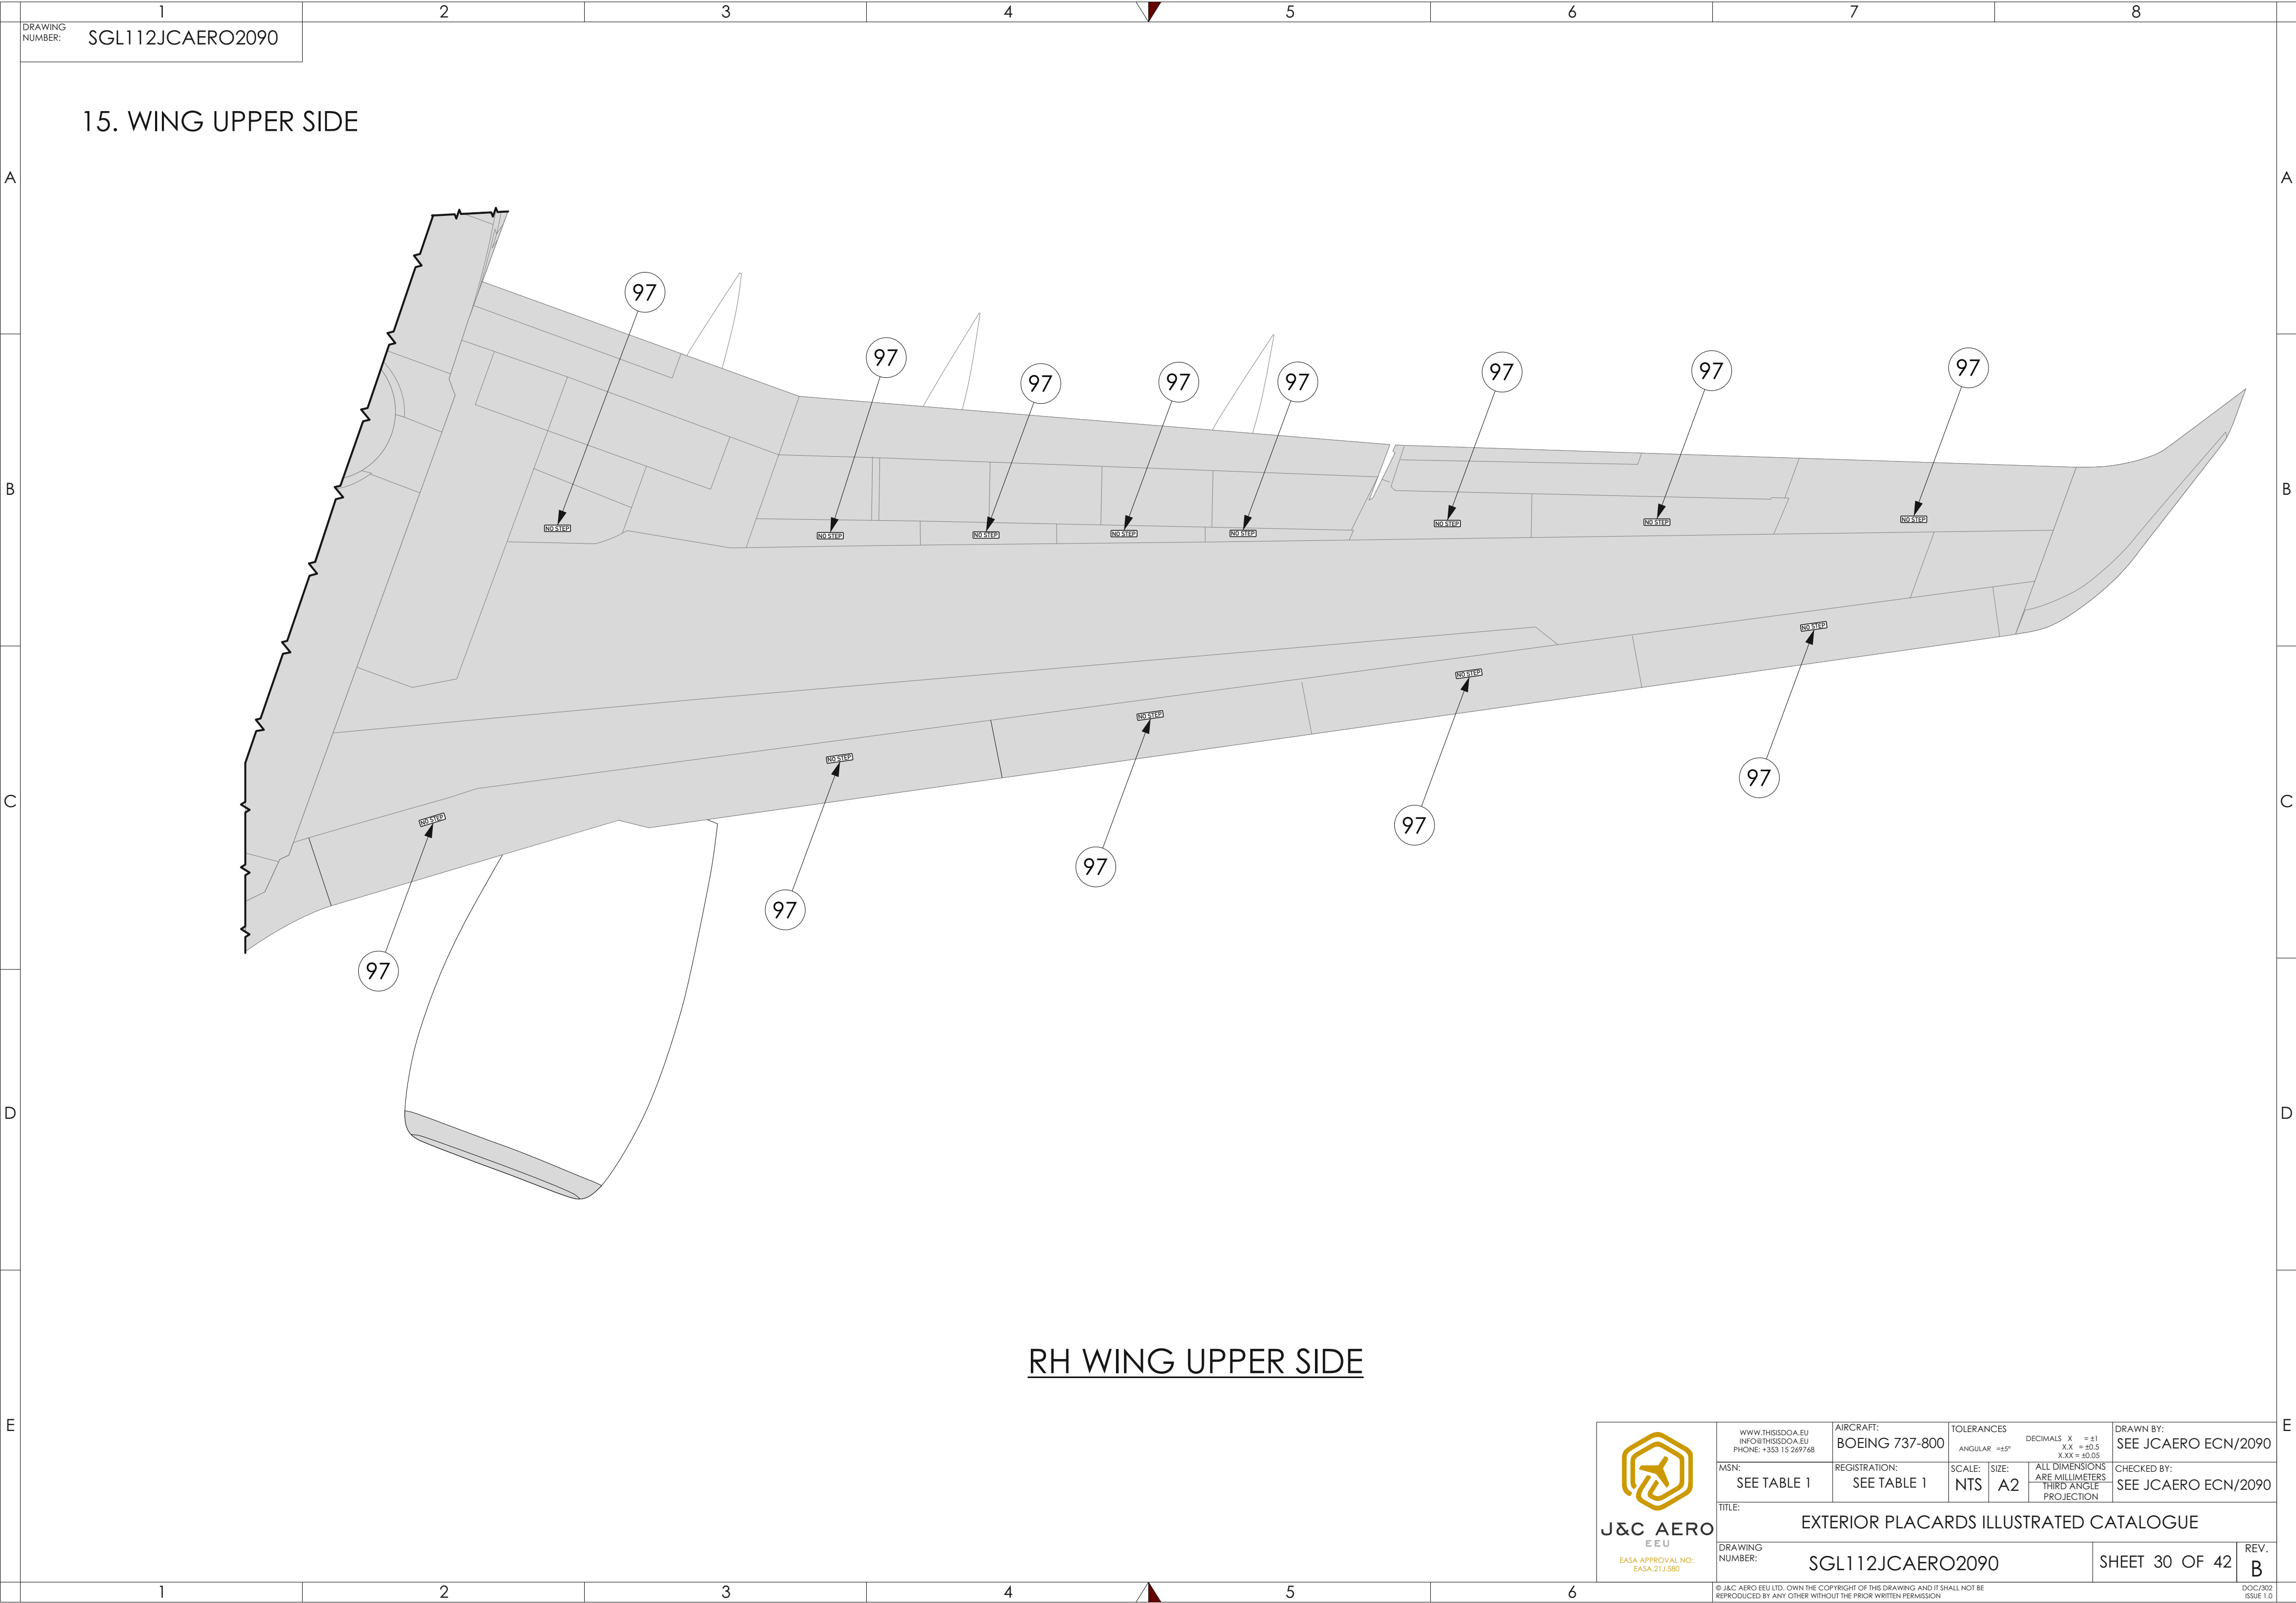 1 2 3 4 5 6 7 8
DRAWING
NUMBER: SGL112JCAERO2090
15. WING UPPER SIDE
A A
97
97
97
97
97
97
97
97
B B
NO STEP
NO STEP
NO STEP
NO STEP
NO STEP
NO STEP
NO STEP
NO STEP
NO STEP
NO STEP
NO STEP
NO STEP
NO STEP
97
97
97
97
97
C C
D D
RH WING UPPER SIDE
E E
J&C AERO
EEU
EASA APPROVAL NO:
EASA.21J.580
WWW.THISISDOA.EU
INFO@THISISDOA.EU
PHONE: +353 15 269768
AIRCRAFT:
BOEING 737-800
TOLERANCES
ANGULAR =±5°
DECIMALS X = ±1
X.X = ±0.5
X.XX = ±0.05
DRAWN BY:
SEE JCAERO ECN/2090
MSN:
SEE TABLE 1
REGISTRATION:
SEE TABLE 1
SCALE:
NTS
SIZE:
A2
ALL DIMENSIONS
ARE MILLIMETERS
THIRD ANGLE
PROJECTION
CHECKED BY:
SEE JCAERO ECN/2090
TITLE:
EXTERIOR PLACARDS ILLUSTRATED CATALOGUE
DRAWING
NUMBER:
SGL112JCAERO2090
SHEET 30 OF 42
REV.
B
1 2 3 4 5 6
© J&C AERO EEU LTD. OWN THE COPYRIGHT OF THIS DRAWING AND IT SHALL NOT BE
REPRODUCED BY ANY OTHER WITHOUT THE PRIOR WRITTEN PERMISSION
DOC/302
ISSUE 1.0